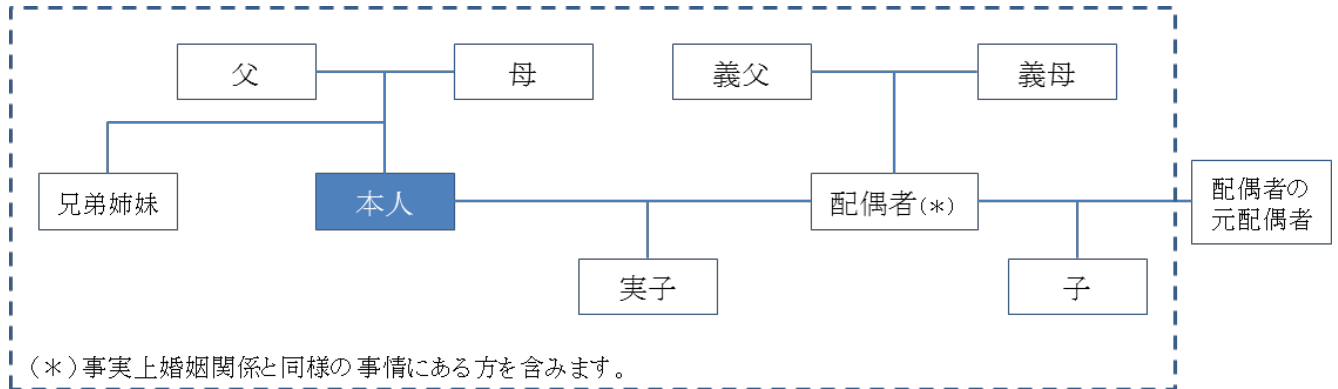 父
母
義父
義母
兄弟姉妹
本人
配偶者(*)
配偶者の
元配偶者
実子
子
(*)事実上婚姻関係と同様の事情にある方を含みます。